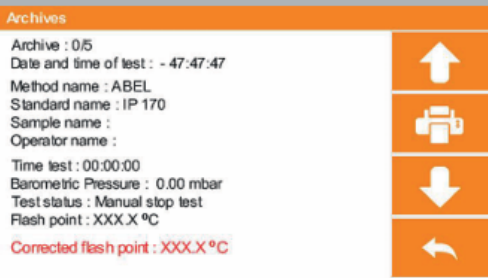 Archives
Archive : 0/5
Date and time of test : - 47:47:47
Method name : ABEL
Standard name : IP 170
Sample name :
Operator name :
Time test : 00:00:00
Barometric Pressure : 0.00 mbar
Test status : Manual stop test
Flash point : XXX.X ºC
Corrected flash point : XXX.X ºC